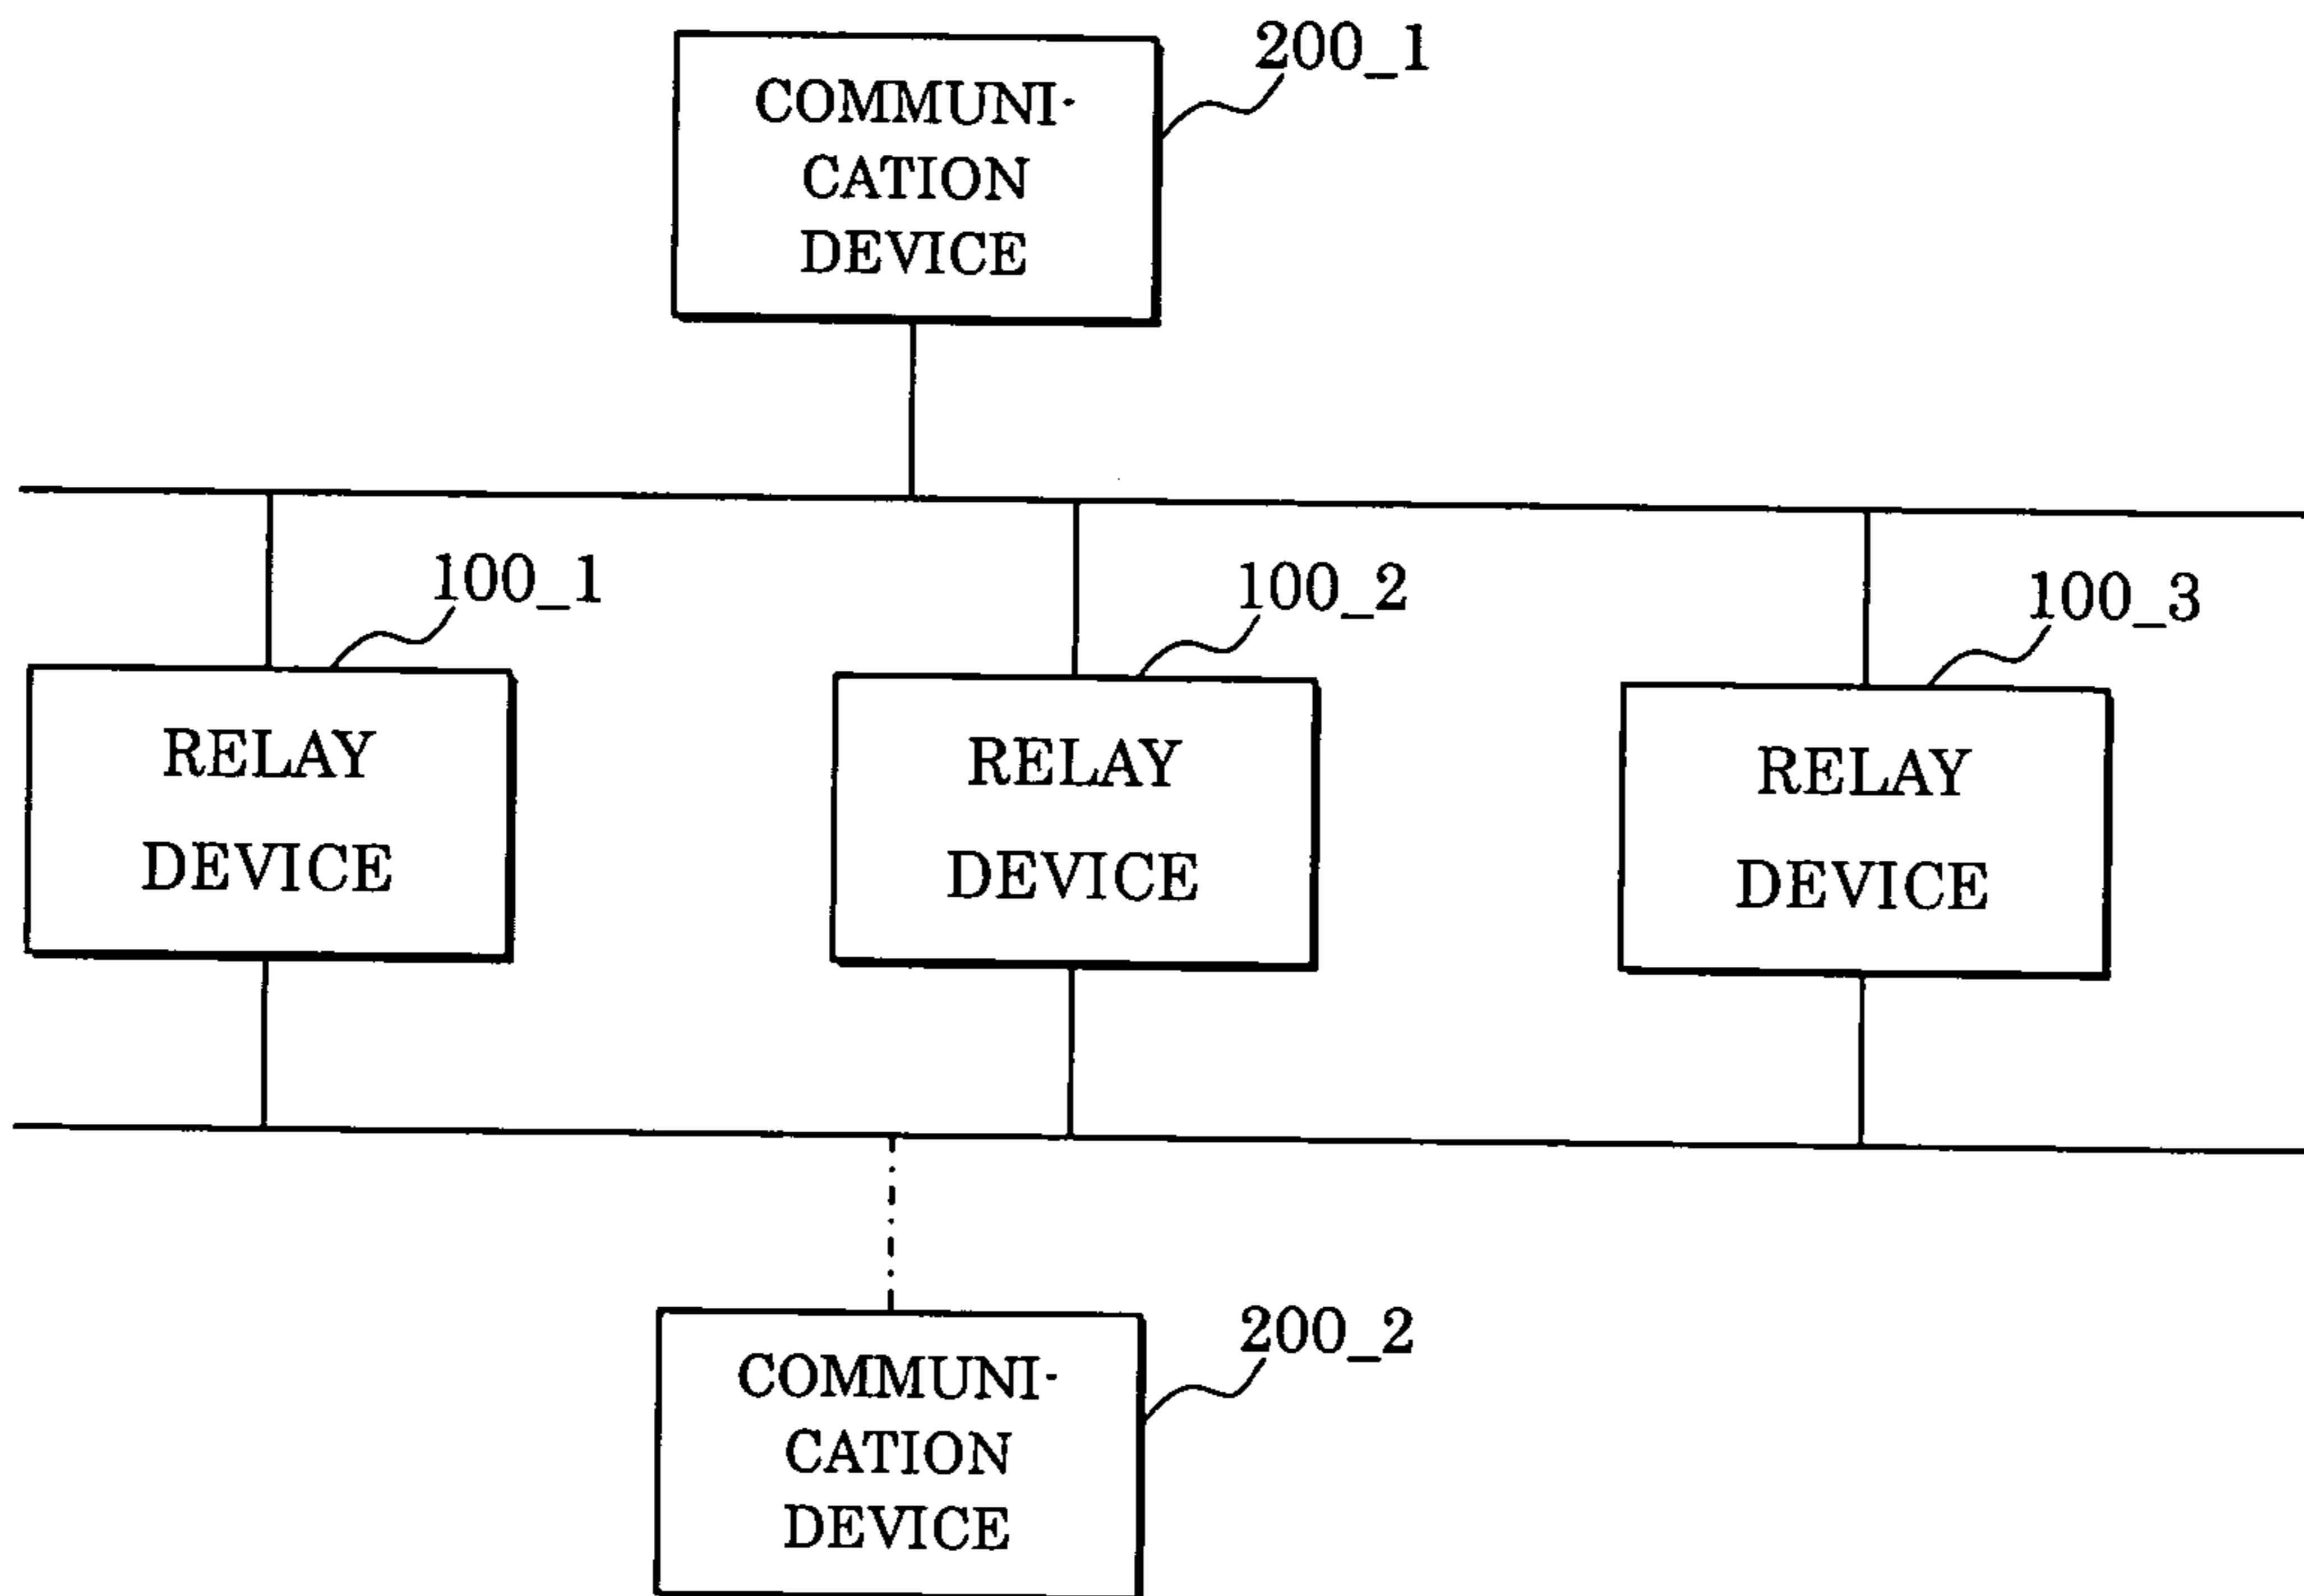 200_1
COMMUNI-
CATION
DEVICE
100_1
100_2
100_3
RELAY
DEVICE
RELAY
DEVICE
RELAY
DEVICE
200_2
COMMUNI-
CATION
DEVICE